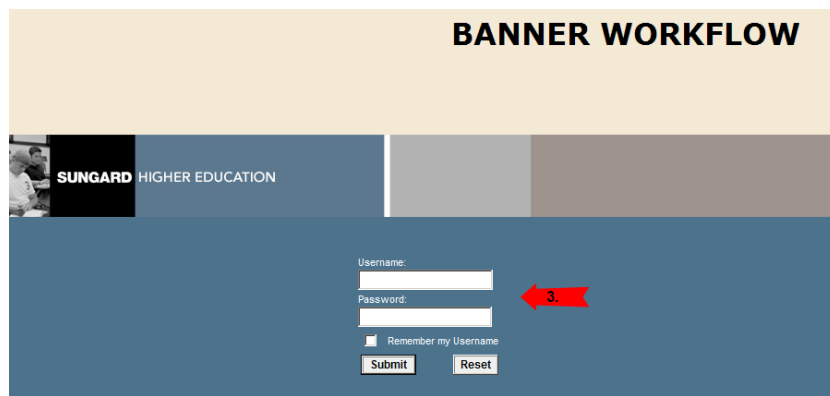 BANNER WORKFLOW
SUNGARD HIGHER EDUCATION
Username:
3.
Password:
Remember my Username
Submit Reset